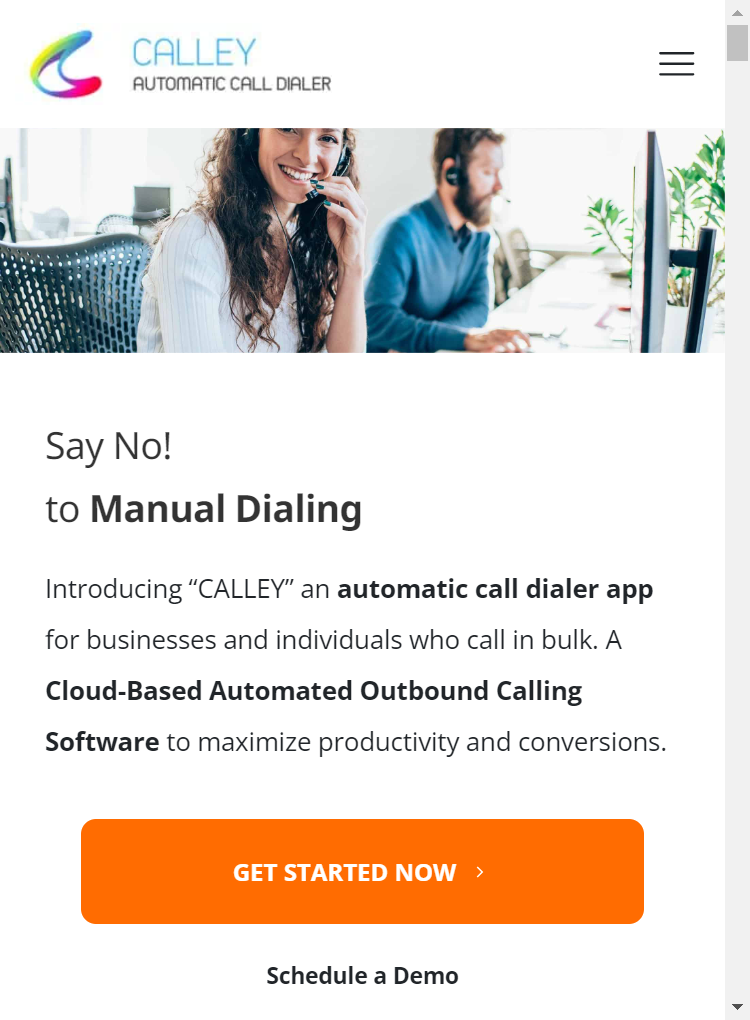 CALLEY
AUTOMATIC CALL DIALER
Say No!
to Manual Dialing
Introducing “CALLEY” an automatic call dialer app
for businesses and individuals who call in bulk. A
Cloud-Based Automated Outbound Calling
Software to maximize productivity and conversions.
GET STARTED NOW
Schedule a Demo